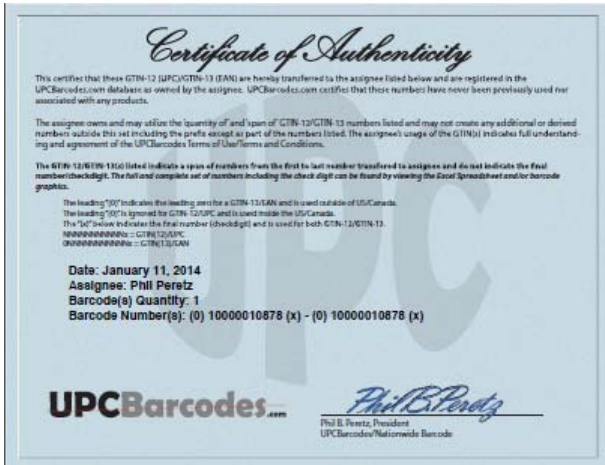 Certificate of Authenticity
This certifies that these GTIN-12 (UPC)/GTIN-13 (EAN) are hereby transferred to the assignee listed below and are registered in the
UPCBarcodes.com database as owned by the assignee. UPCBarcodes.com certifies that these numbers have never been previously used nor
associated with any products.
The assignee owns and may utilize the 'quantity of' and 'span of' GTIN-12/GTIN-13 numbers listed and may not create any additional or derived
numbers outside this set including the prefix except as part of the numbers listed. The assignee's usage of the GTIN(s) indicates full understand-
ing and agreement of the UPCBarcodes Terms of Use/Terms and Conditions.
The GTIN-12/GTIN-13(s) listed indicate a span of numbers from the first to last number transferred to assignee and do not indicate the final
number/checkdigit. The full and complete set of numbers including the check digit can be found by viewing the Excel Spreadsheet and/or barcode
graphics.
The leading "(0)" indicates the leading zero for a GTIN-13/EAN and is used outside of US/Canada.
The leading "(0)" is ignored for GTIN-12/UPC and is used inside the US/Canada.
The "(x)" below indicates the final number (checkdigit) and is used for both GTIN-12/GTIN-13.
NNNNNNNNNNNx :: GTIN(12)/UPC
0NNNNNNNNNNNx :: GTIN(13)/EAN
UPC
Date: January 11, 2014
Assignee: Phil Peretz
Barcode(s) Quantity: 1
Barcode Number(s): (0) 10000010878 (x) - (0) 10000010878 (x)
UPCBarcodes.com
Phil B. Peretz
Phil B. Peretz, President
UPCBarcodes/Nationwide Barcode